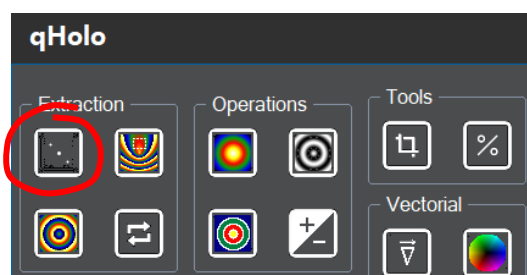 qHolo
Extraction
Operations
Tools
Vectorial